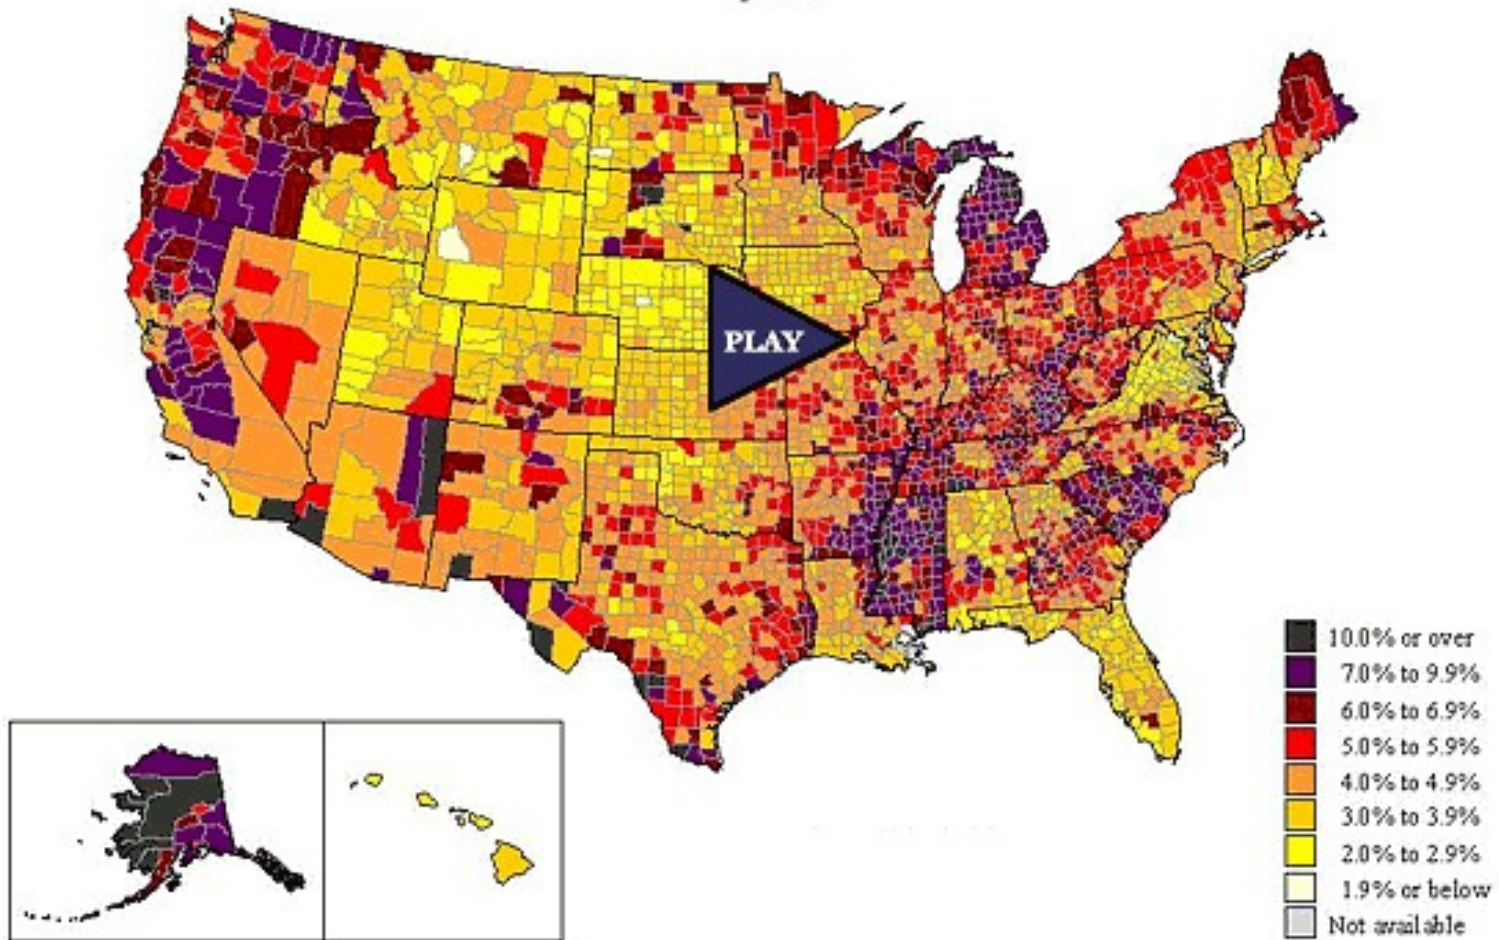 PLAY
10.0% or over
7.0% to 9.9%
6.0% to 6.9%
5.0% to 5.9%
4.0% to 4.9%
3.0% to 3.9%
2.0% to 2.9%
1.9% or below
Not available